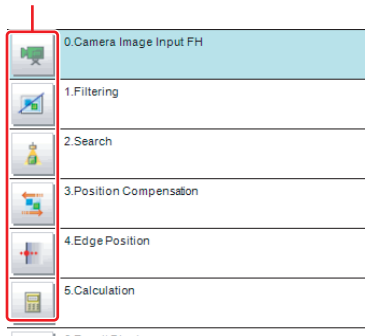 0.Camera Image Input FH
1.Filtering
2.Search
3.Position Compensation
4.Edge Position
5.Calculation